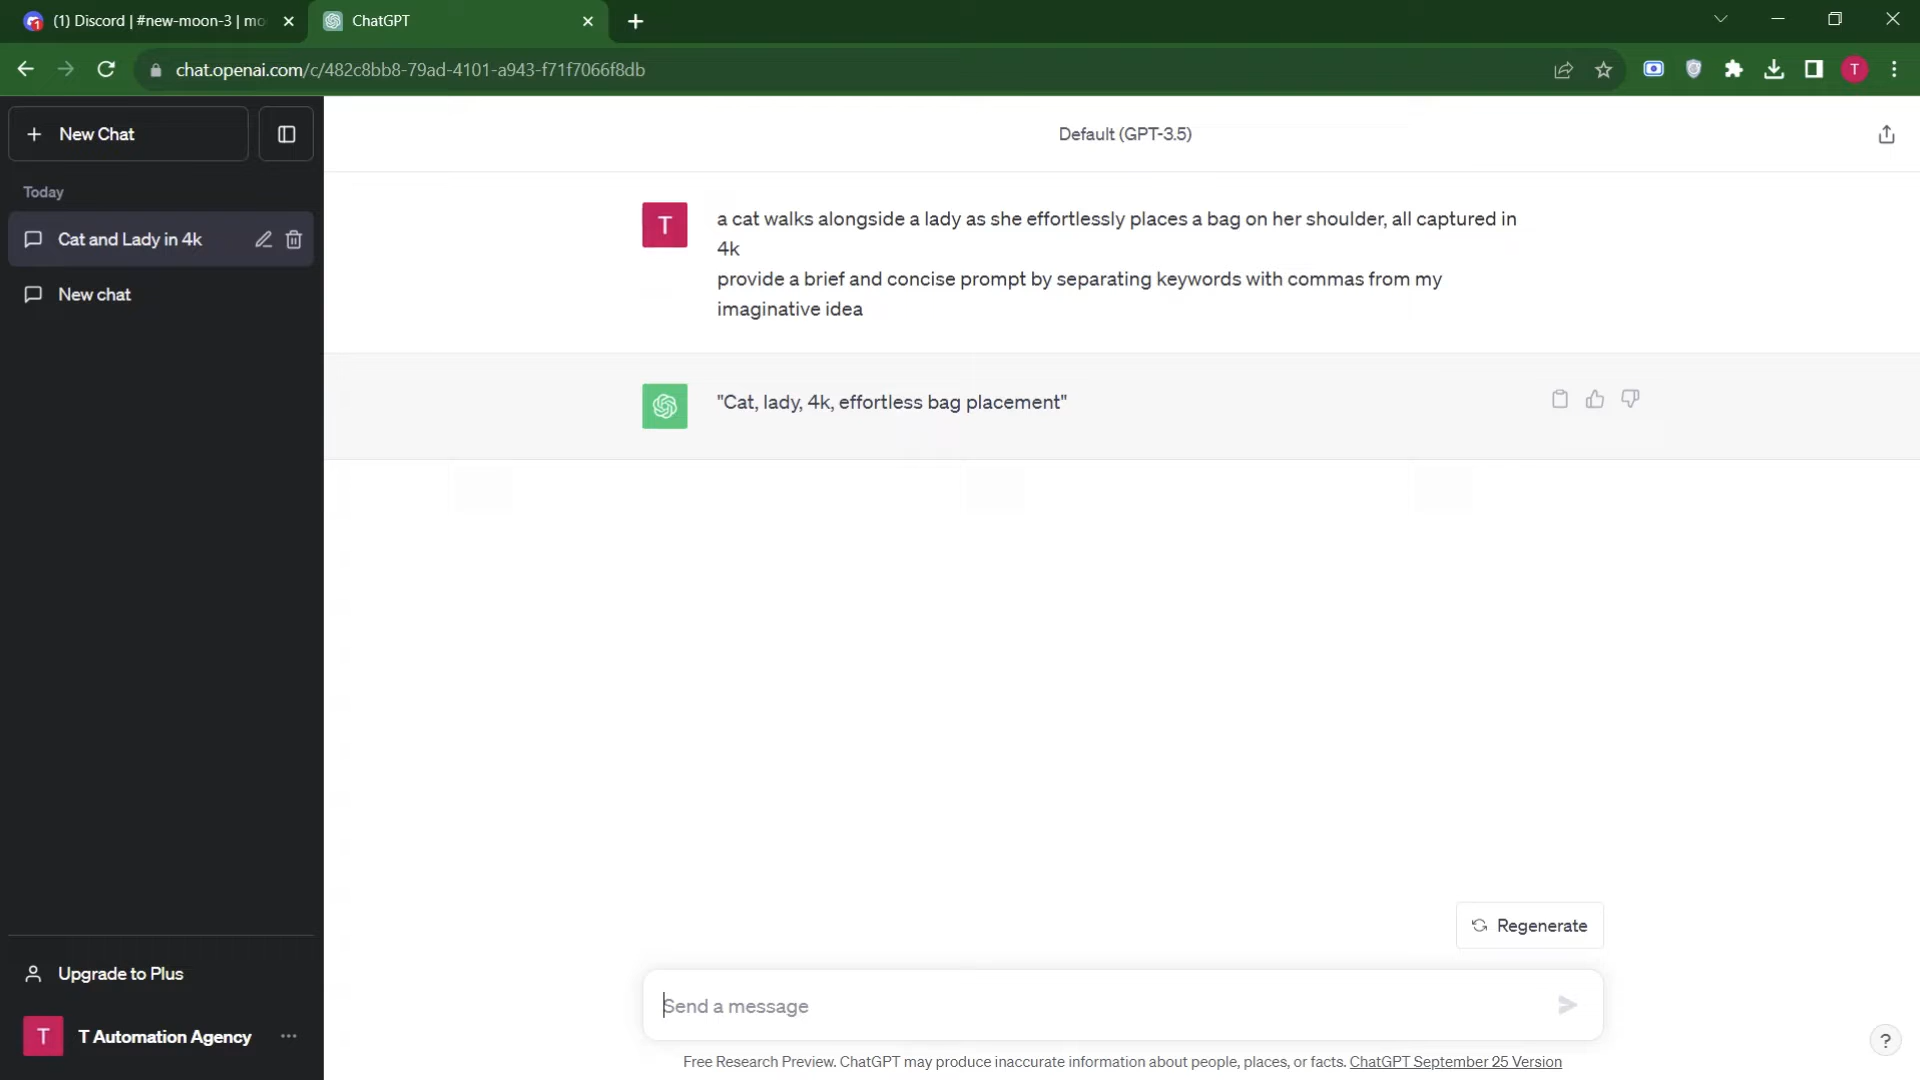 (1) Discord | #new-moon-3 | mo
ChatGPT
chat.openai.com/c/482c8bb8-79ad-4101-a943-f71f7066f8db
T
New Chat
Default (GPT-3.5)
Today
Cat and Lady in 4k
New chat
T
a cat walks alongside a lady as she effortlessly places a bag on her shoulder, all captured in
4k
provide a brief and concise prompt by separating keywords with commas from my
imaginative idea
"Cat, lady, 4k, effortless bag placement"
Regenerate
Upgrade to Plus
Send a message
T
T Automation Agency
?
Free Research Preview. ChatGPT may produce inaccurate information about people, places, or facts. ChatGPT September 25 Version